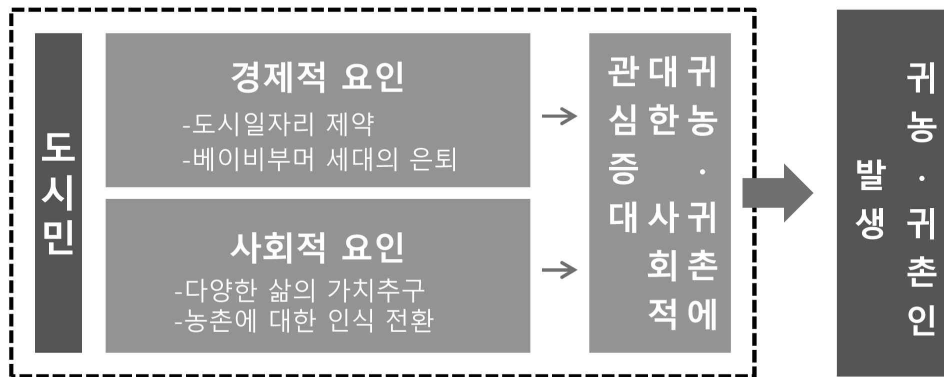 도시민
경제적 요인
-도시일자리 제약
-베이비부머 세대의 은퇴
사회적 요인
-다양한 삶의 가치추구
-농촌에 대한 인식 전환
귀농·귀촌에
대한 사회적
관심증대
귀농·귀촌인
발생